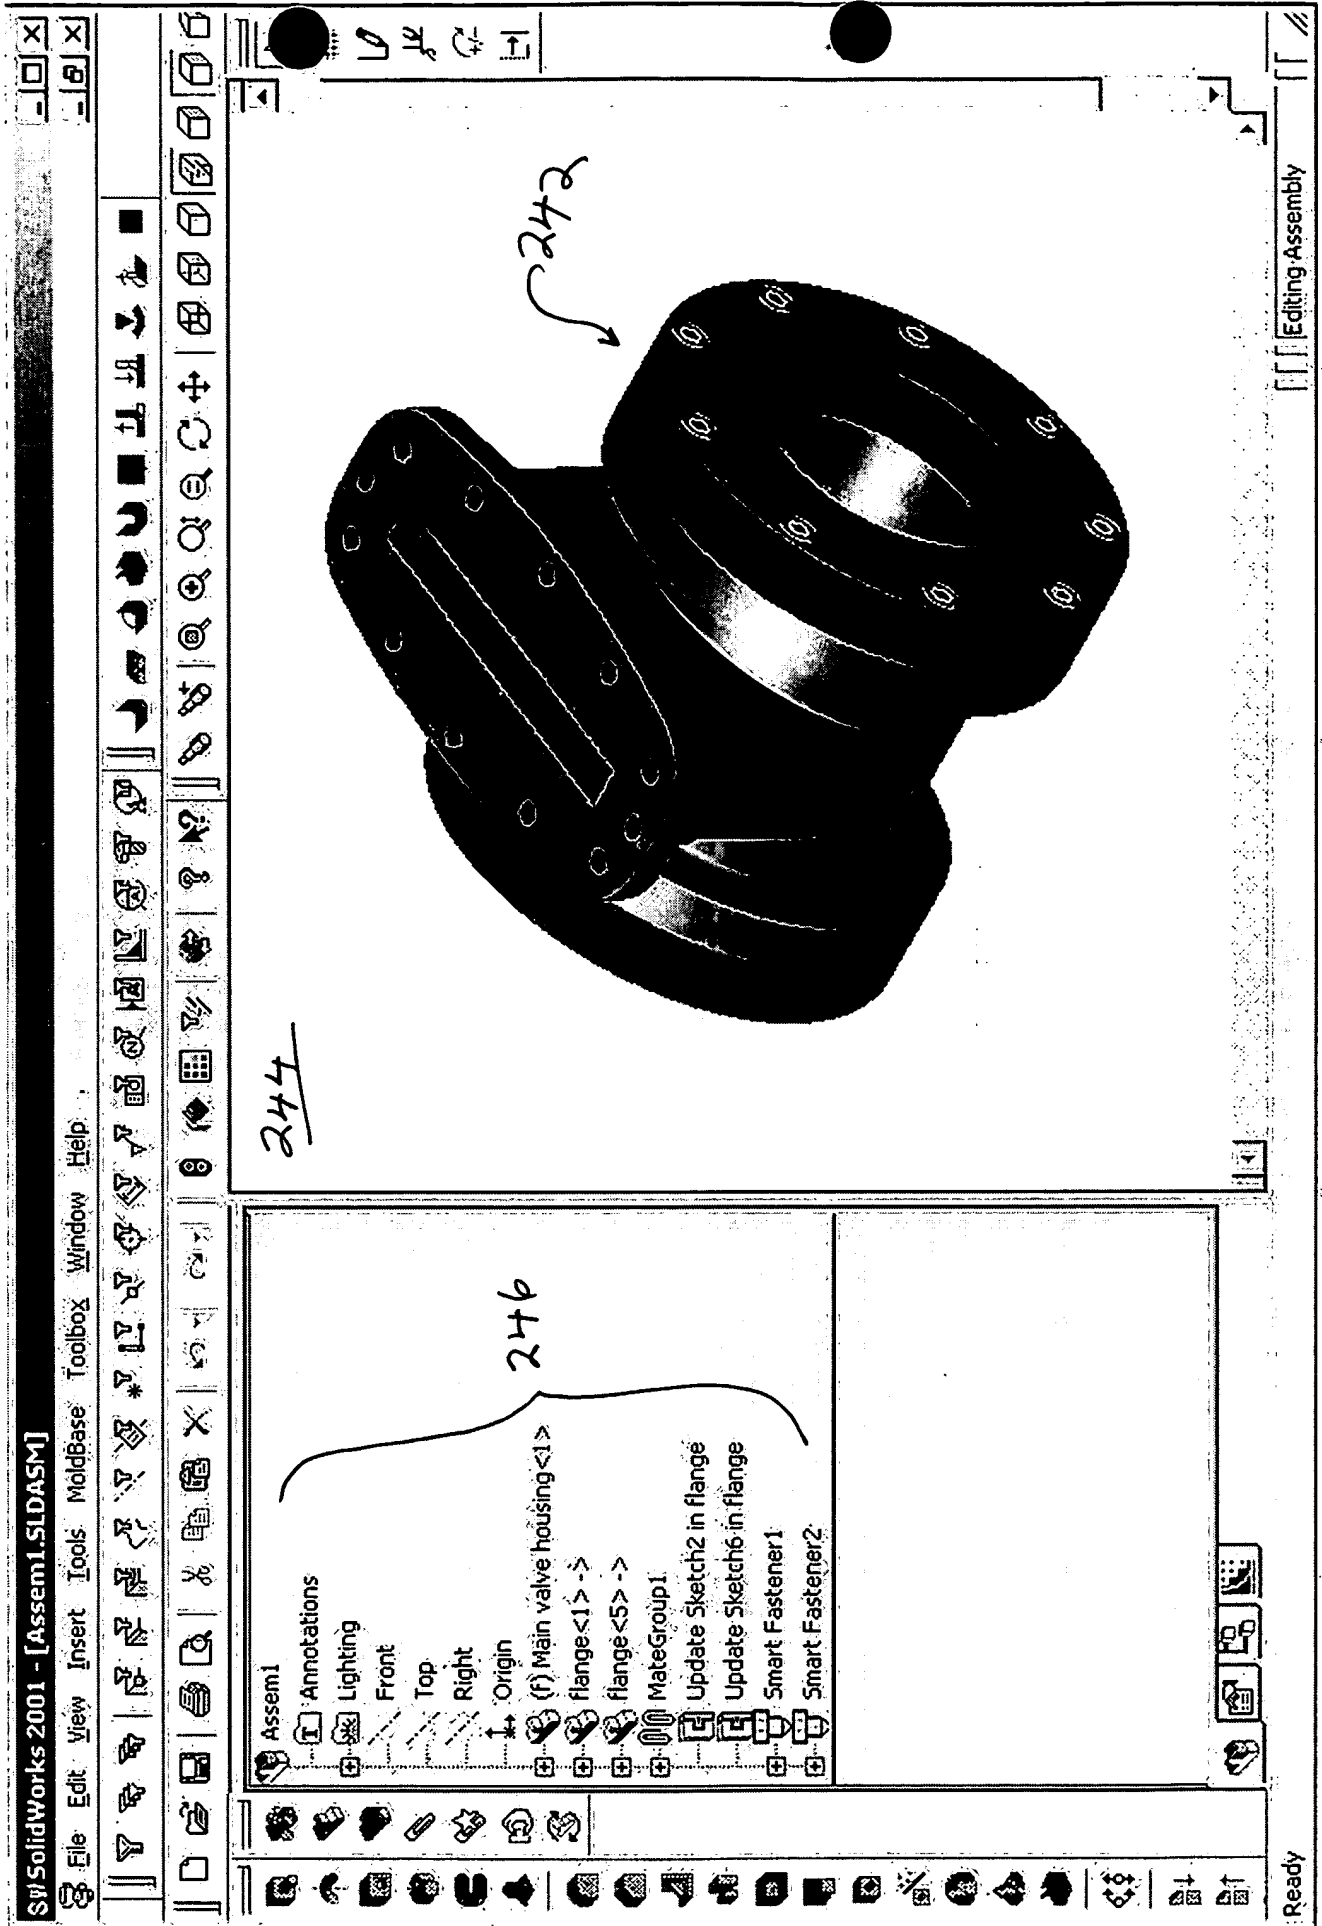 SolidWorks 2001 - [Assem1.SLDASM]
File Edit View Insert Tools MoldBase Toolbox Window Help
244
242
246
Assem1
Annotations
Lighting
Front
Top
Right
Origin
(f) Main valve housing<1>
flange<1> ->
flange<5> ->
MateGroup1
Update Sketch2 in flange
Update Sketch6 in flange
Smart Fastener1
Smart Fastener2
Ready
Editing Assembly